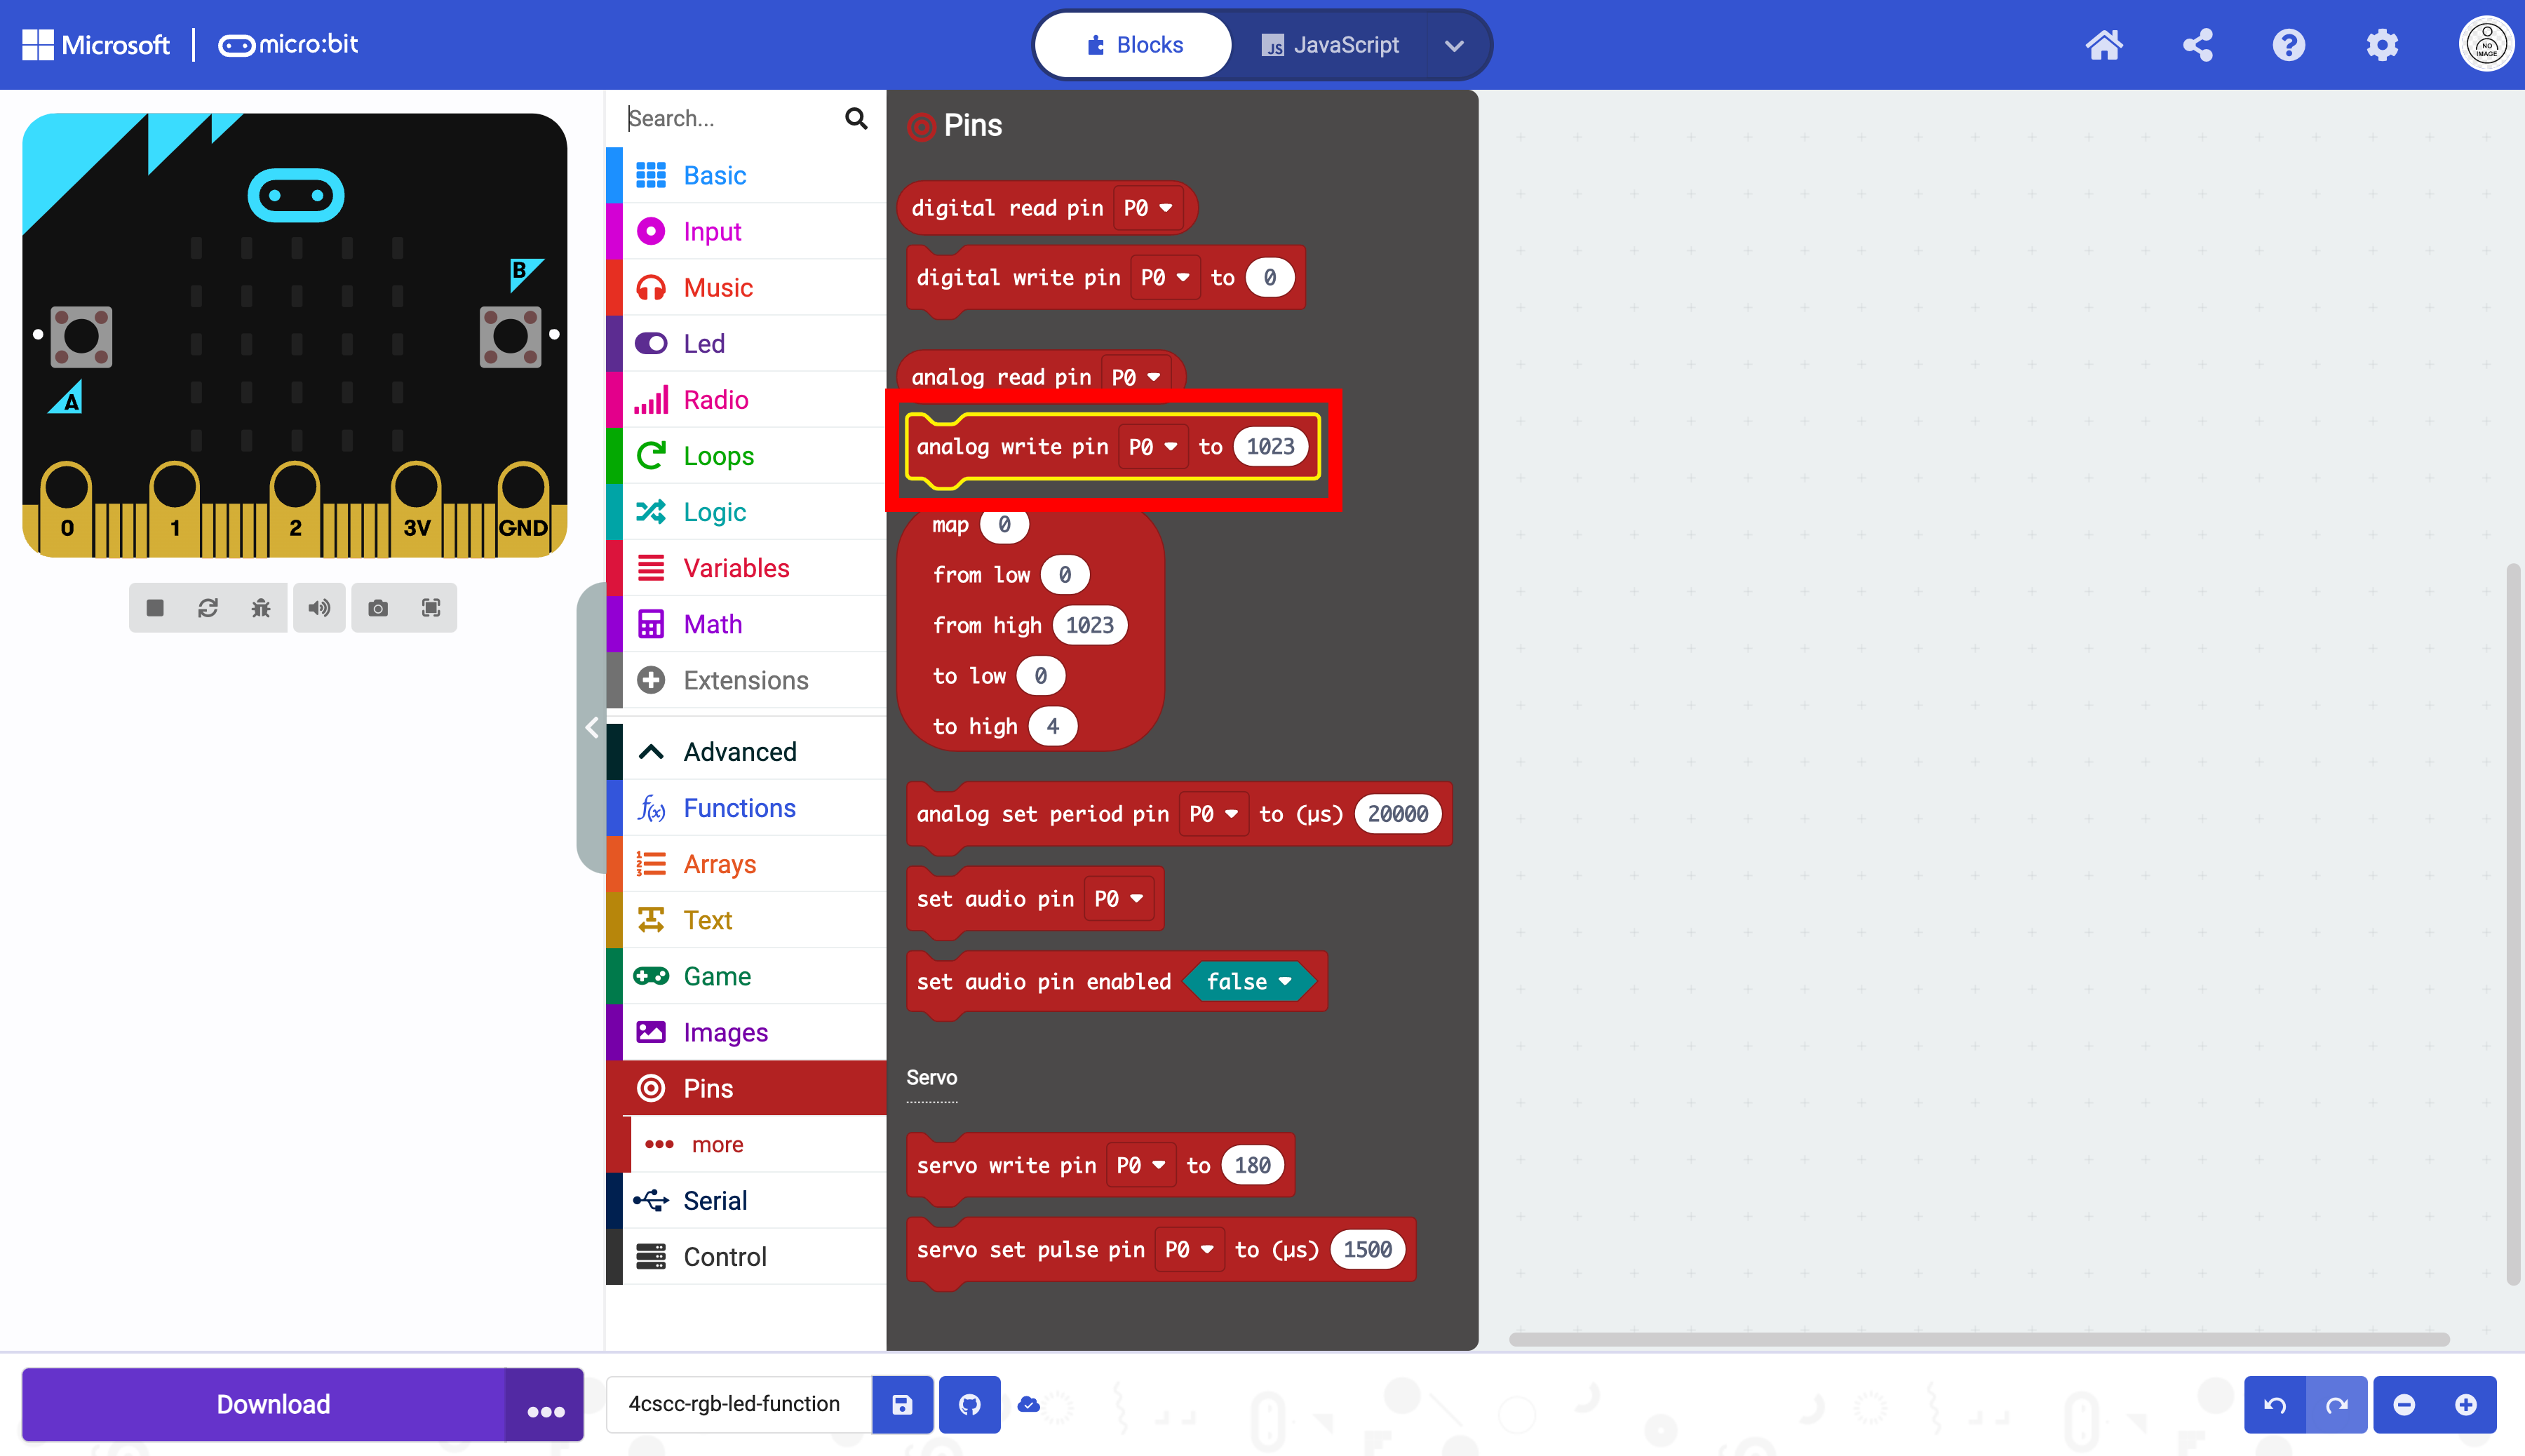 Microsoft | micro:bit
Blocks
JavaScript
NO
IMAGE
Search...
Basic
Input
Music
Led
Radio
Loops
Logic
Variables
Math
Extensions
Advanced
Functions
Arrays
Text
Game
Images
Pins
more
Serial
Control
B
A
0 1 2 3V GND
Pins
digital read pin P0
digital write pin P0 to 0
analog read pin P0
analog write pin P0 to 1023
map 0
from low 0
from high 1023
to low 0
to high 4
analog set period pin P0 to (µs) 20000
set audio pin P0
set audio pin enabled false
Servo
servo write pin P0 to 180
servo set pulse pin P0 to (µs) 1500
Download
4cscc-rgb-led-function